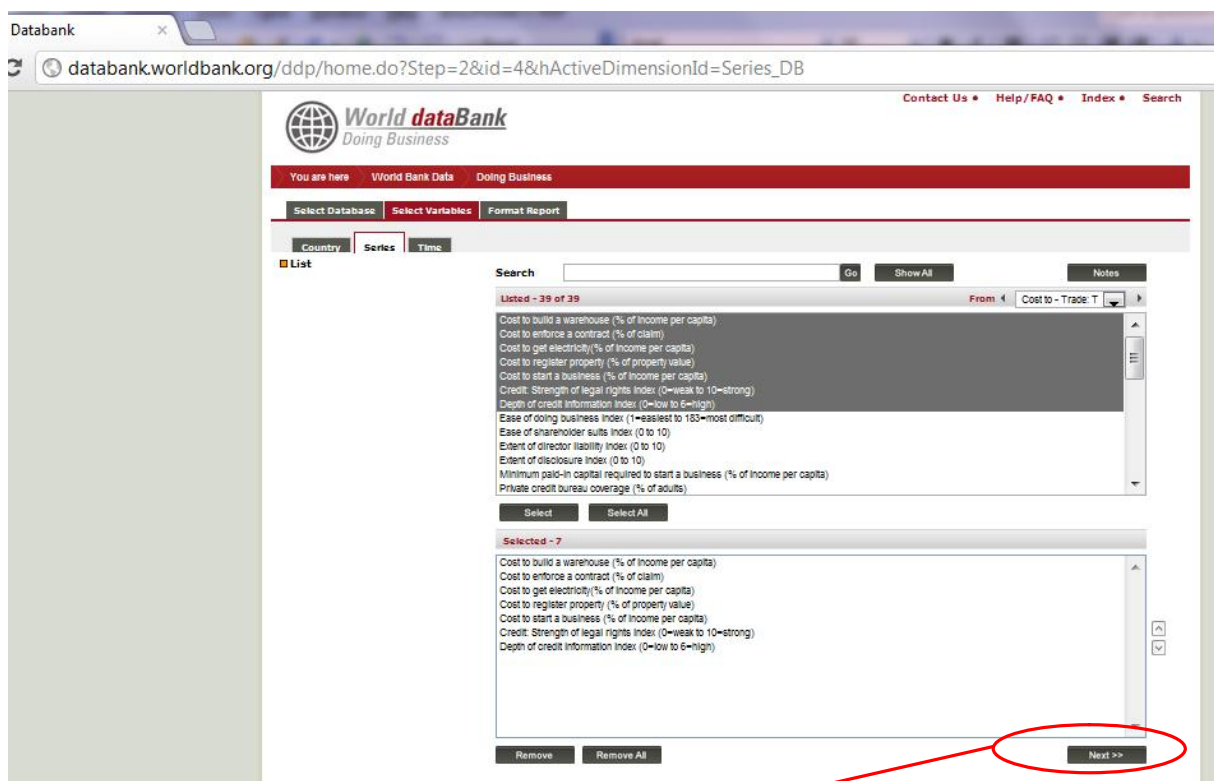 Databank ×
databank.worldbank.org/ddp/home.do?Step=2&id=4&hActiveDimensionId=Series_DB
Contact Us • Help/FAQ • Index • Search
World dataBank
Doing Business
You are here World Bank Data Doing Business
Select Database Select Variables Format Report
Country Series Time
List
Search Go Show All Notes
Listed - 39 of 39 From Cost to - Trade: T
Cost to build a warehouse (% of income per capita)
Cost to enforce a contract (% of claim)
Cost to get electricity(% of income per capita)
Cost to register property (% of property value)
Cost to start a business (% of income per capita)
Credit: Strength of legal rights index (0=weak to 10=strong)
Depth of credit information index (0=low to 6=high)
Ease of doing business index (1=easiest to 183=most difficult)
Ease of shareholder suits index (0 to 10)
Extent of director liability index (0 to 10)
Extent of disclosure index (0 to 10)
Minimum paid-in capital required to start a business (% of income per capita)
Private credit bureau coverage (% of adults)
Select Select All
Selected - 7
Cost to build a warehouse (% of income per capita)
Cost to enforce a contract (% of claim)
Cost to get electricity(% of income per capita)
Cost to register property (% of property value)
Cost to start a business (% of income per capita)
Credit: Strength of legal rights index (0=weak to 10=strong)
Depth of credit information index (0=low to 6=high)
Remove Remove All Next >>